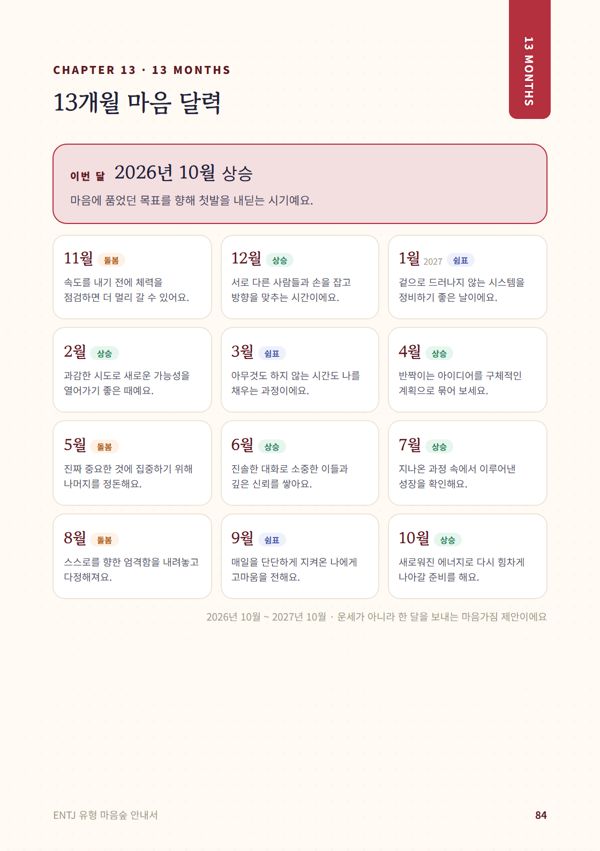 13 MONTHS
CHAPTER 13 · 13 MONTHS
13개월 마음 달력
이번 달 2026년 10월 상승
마음에 품었던 목표를 향해 첫발을 내딛는 시기예요.
11월 돌봄
속도를 내기 전에 체력을
점검하면 더 멀리 갈 수 있어요.
12월 상승
서로 다른 사람들과 손을 잡고
방향을 맞추는 시간이에요.
1월 2027 쉼표
겉으로 드러나지 않는 시스템을
정비하기 좋은 날이에요.
2월 상승
과감한 시도로 새로운 가능성을
열어가기 좋은 때예요.
3월 쉼표
아무것도 하지 않는 시간도 나를
채우는 과정이에요.
4월 상승
반짝이는 아이디어를 구체적인
계획으로 묶어 보세요.
5월 돌봄
진짜 중요한 것에 집중하기 위해
나머지를 정돈해요.
6월 상승
진솔한 대화로 소중한 이들과
깊은 신뢰를 쌓아요.
7월 상승
지나온 과정 속에서 이루어낸
성장을 확인해요.
8월 돌봄
스스로를 향한 엄격함을 내려놓고
다정해져요.
9월 쉼표
매일을 단단하게 지켜온 나에게
고마움을 전해요.
10월 상승
새로워진 에너지로 다시 힘차게
나아갈 준비를 해요.
2026년 10월 ~ 2027년 10월 · 운세가 아니라 한 달을 보내는 마음가짐 제안이에요
ENTJ 유형 마음숲 안내서
84